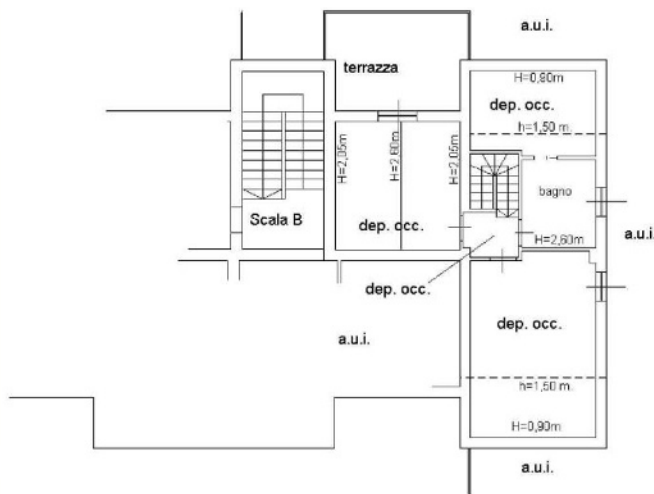 a.u.i.
terrazza
H=0,90m
dep. occ.
h=1,50 m.
H=2,05m
H=2,60m
H=2,05m
bagno
Scala B
dep. occ.
H=2,60m
a.u.i.
dep. occ.
dep. occ.
a.u.i.
h=1,50 m.
H=0,90m
a.u.i.